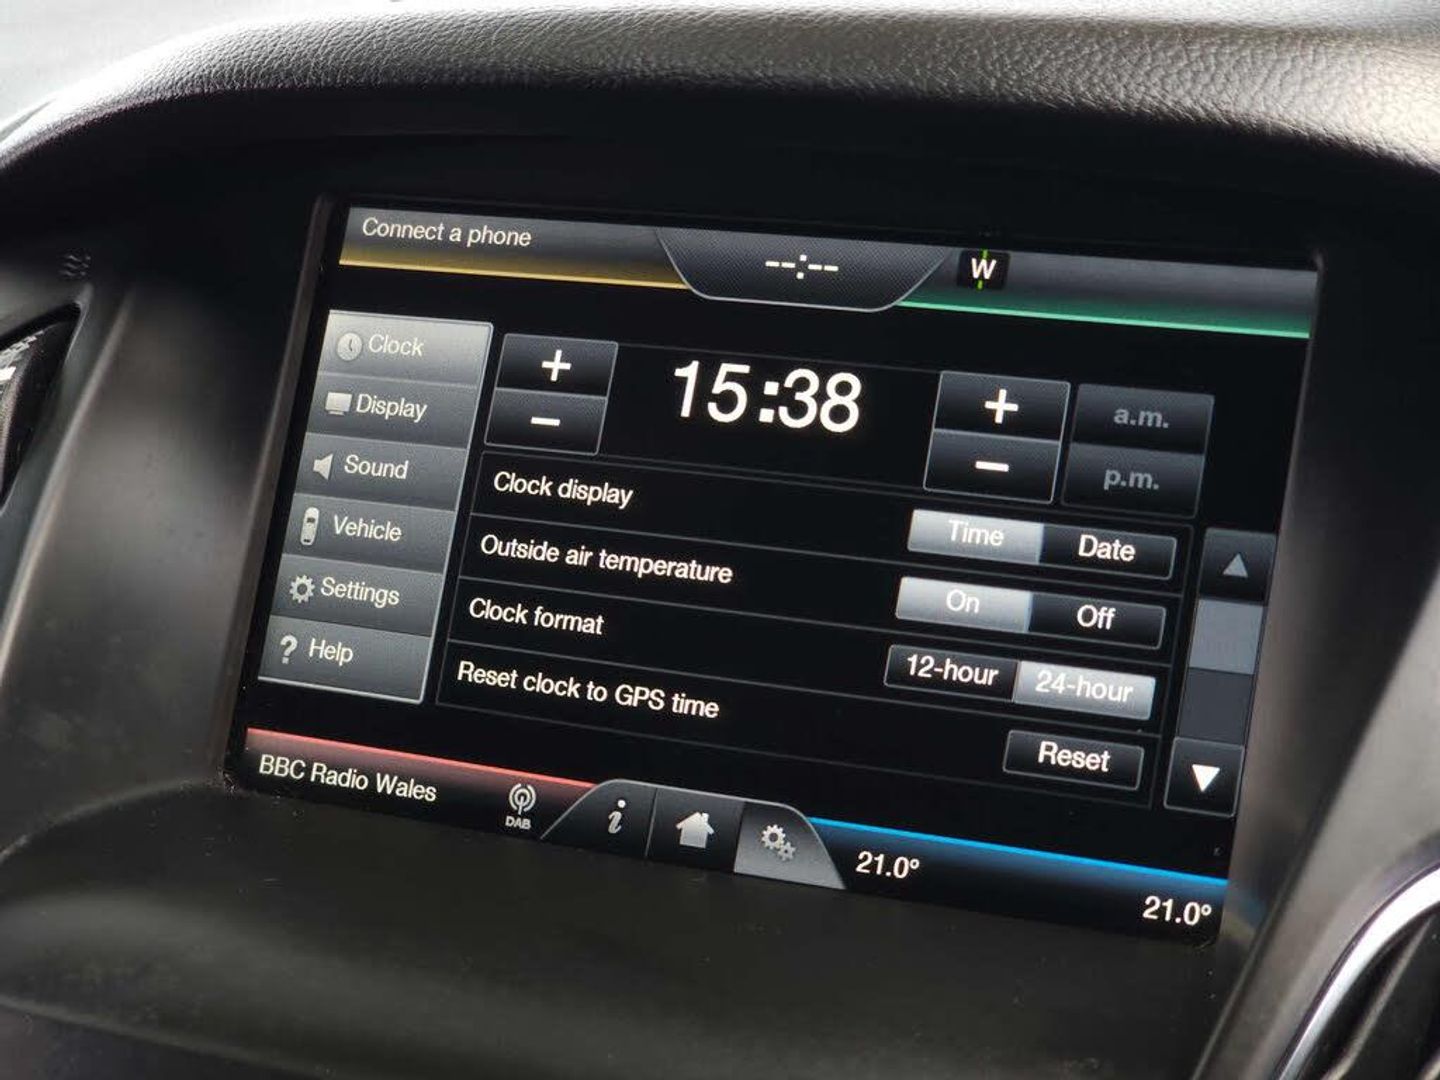 Connect a phone
--:--
W
Clock
Display
Sound
Vehicle
Settings
Help
+
-
15:38
+
-
a.m.
p.m.
Clock display
Time Date
Outside air temperature
On Off
Clock format
12-hour 24-hour
Reset clock to GPS time
Reset
BBC Radio Wales
DAB
i
21.0°
21.0°